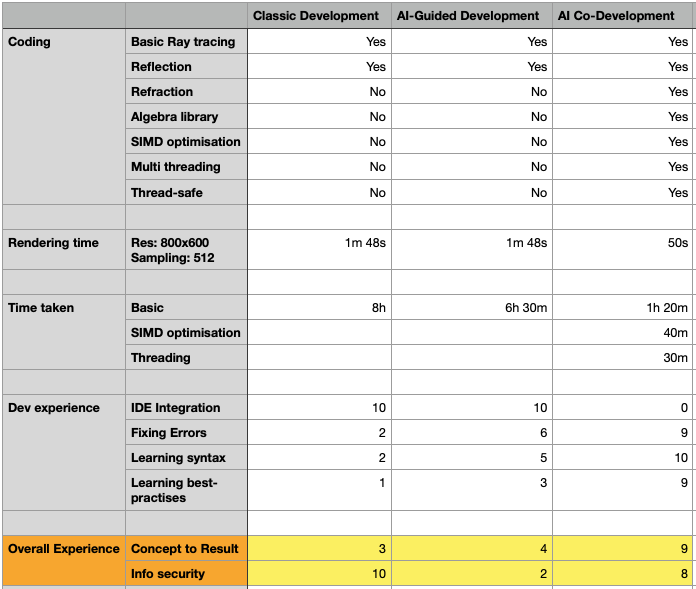 Classic Development AI-Guided Development AI Co-Development
Coding Basic Ray tracing Yes Yes Yes
Reflection Yes Yes Yes
Refraction No No Yes
Algebra library No No Yes
SIMD optimisation No No Yes
Multi threading No No Yes
Thread-safe No No Yes
Rendering time Res: 800x600 1m 48s 1m 48s 50s
Sampling: 512
Time taken Basic 8h 6h 30m 1h 20m
SIMD optimisation 40m
Threading 30m
Dev experience IDE Integration 10 10 0
Fixing Errors 2 6 9
Learning syntax 2 5 10
Learning best- 1 3 9
practises
Overall Experience Concept to Result 3 4 9
Info security 10 2 8